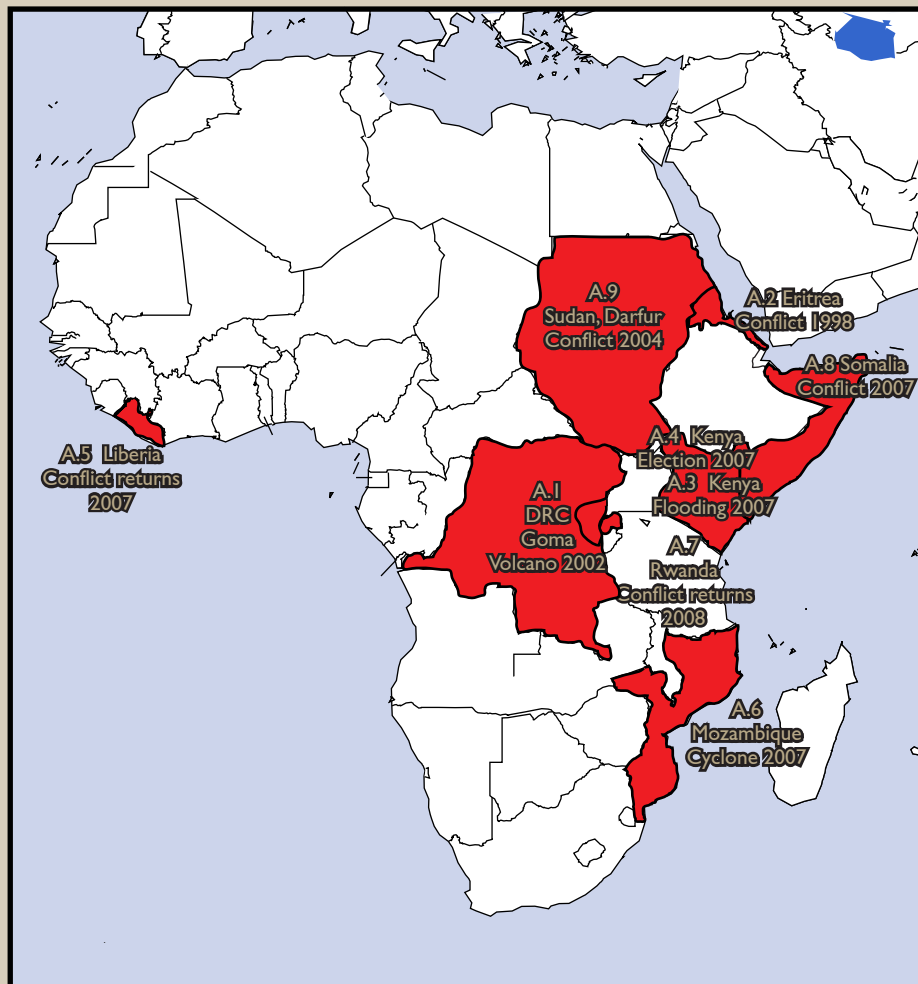 A.9
Sudan, Darfur
Conflict 2004
A.2 Eritrea
Conflict 1998
A.8 Somalia
Conflict 2007
A.4 Kenya
Election 2007
A.3 Kenya
Flooding 2007
A.5 Liberia
Conflict returns
2007
A.1
DRC
Goma
Volcano 2002
A.7
Rwanda
Conflict returns
2008
A.6
Mozambique
Cyclone 2007